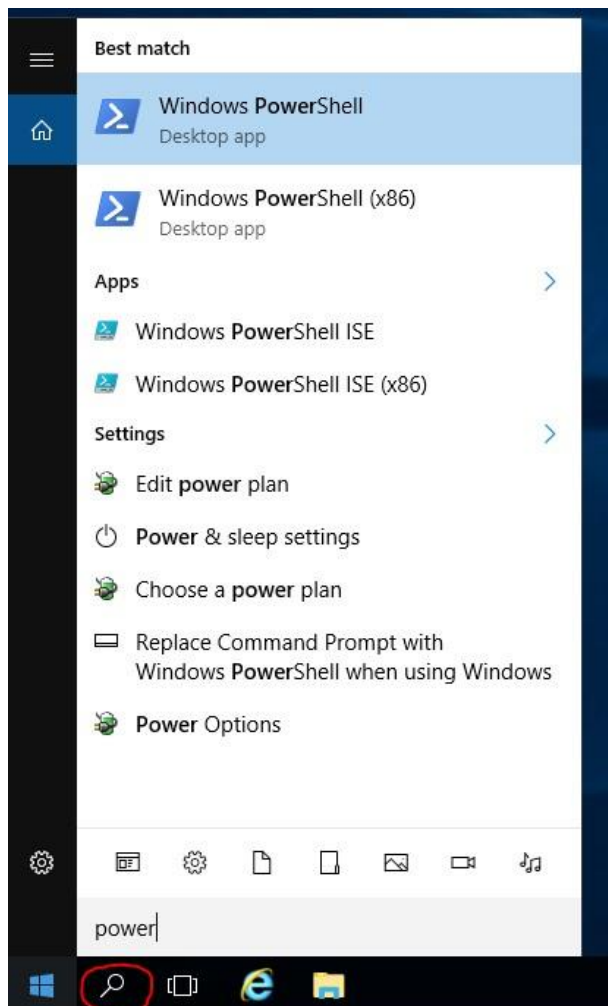 Best match
Windows PowerShell
Desktop app
Windows PowerShell (x86)
Desktop app
Apps
Windows PowerShell ISE
Windows PowerShell ISE (x86)
Settings
Edit power plan
Power & sleep settings
Choose a power plan
Replace Command Prompt with
Windows PowerShell when using Windows
Power Options
power